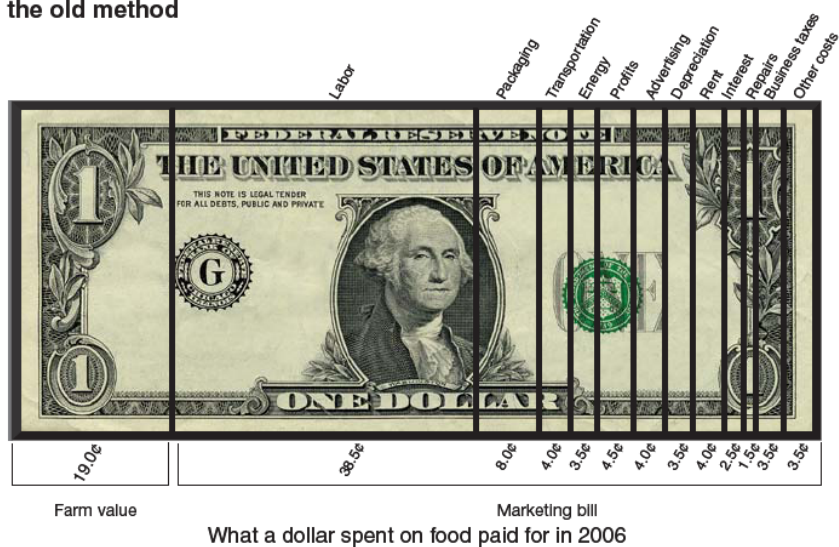 the old method
Labor
Packaging
Transportation
Energy
Profits
Advertising
Depreciation
Rent
Interest
Repairs
Business taxes
Other costs
FEDERAL RESERVE NOTE
THE UNITED STATES OF AMERICA
THIS NOTE IS LEGAL TENDER
FOR ALL DEBTS, PUBLIC AND PRIVATE
1
1
G
ONE DOLLAR
1
19.0¢
38.5¢
8.0¢
4.0¢
3.5¢
4.5¢
4.0¢
3.5¢
4.0¢
2.5¢
1.5¢
3.5¢
3.5¢
Farm value
Marketing bill
What a dollar spent on food paid for in 2006